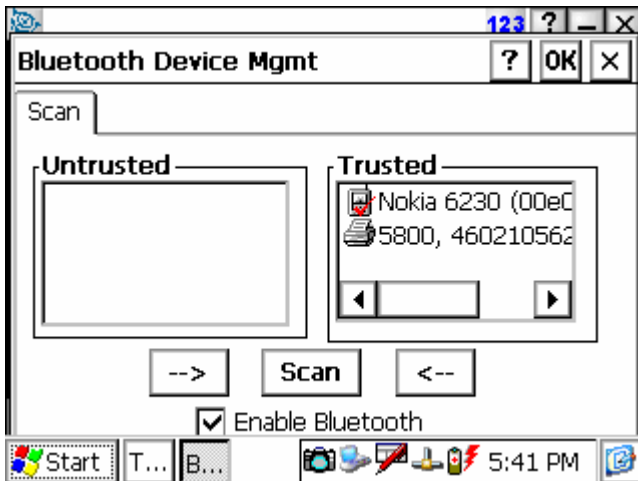 123 ? _ X
Bluetooth Device Mgmt ? OK ×
Scan
Untrusted
Trusted
Nokia 6230 (00e0
5800, 460210562
--> Scan <--
Enable Bluetooth
Start T... B... 5:41 PM